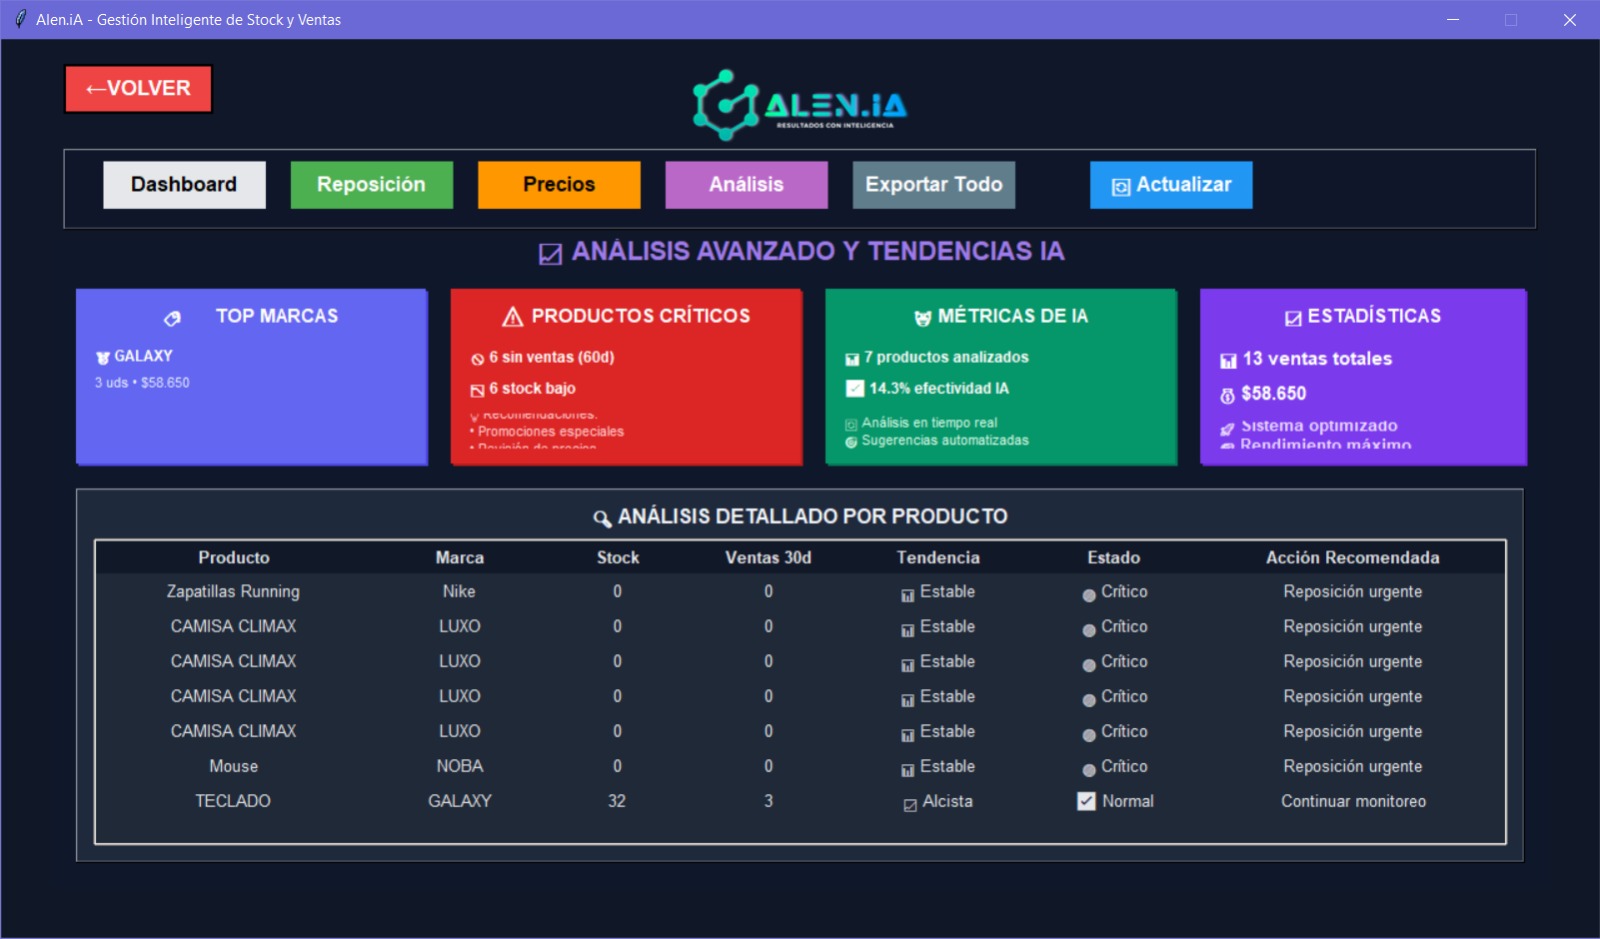 Alen.iA - Gestión Inteligente de Stock y Ventas
←VOLVER
ALEN.iA
RESULTADOS CON INTELIGENCIA
Dashboard Reposición Precios Análisis Exportar Todo Actualizar
ANÁLISIS AVANZADO Y TENDENCIAS IA
TOP MARCAS
GALAXY
3 uds • $58.650
PRODUCTOS CRÍTICOS
6 sin ventas (60d)
6 stock bajo
Recomendaciones:
• Promociones especiales
• Revisión de precios
MÉTRICAS DE IA
7 productos analizados
14.3% efectividad IA
Análisis en tiempo real
Sugerencias automatizadas
ESTADÍSTICAS
13 ventas totales
$58.650
Sistema optimizado
Rendimiento máximo
ANÁLISIS DETALLADO POR PRODUCTO
Producto Marca Stock Ventas 30d Tendencia Estado Acción Recomendada
Zapatillas Running Nike 0 0 Estable Crítico Reposición urgente
CAMISA CLIMAX LUXO 0 0 Estable Crítico Reposición urgente
CAMISA CLIMAX LUXO 0 0 Estable Crítico Reposición urgente
CAMISA CLIMAX LUXO 0 0 Estable Crítico Reposición urgente
CAMISA CLIMAX LUXO 0 0 Estable Crítico Reposición urgente
Mouse NOBA 0 0 Estable Crítico Reposición urgente
TECLADO GALAXY 32 3 Alcista Normal Continuar monitoreo